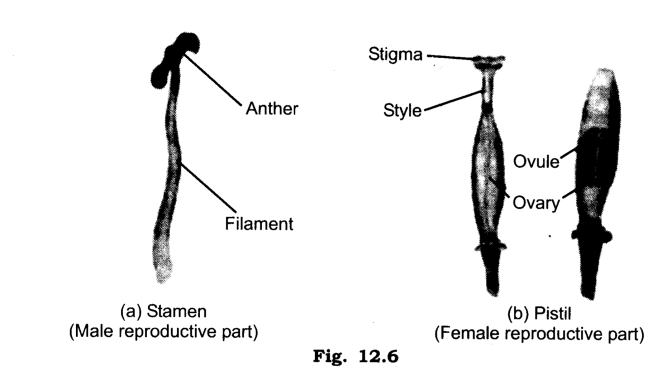 Anther
Filament
(a) Stamen
(Male reproductive part)
Stigma
Style
Ovule
Ovary
(b) Pistil
(Female reproductive part)
Fig. 12.6